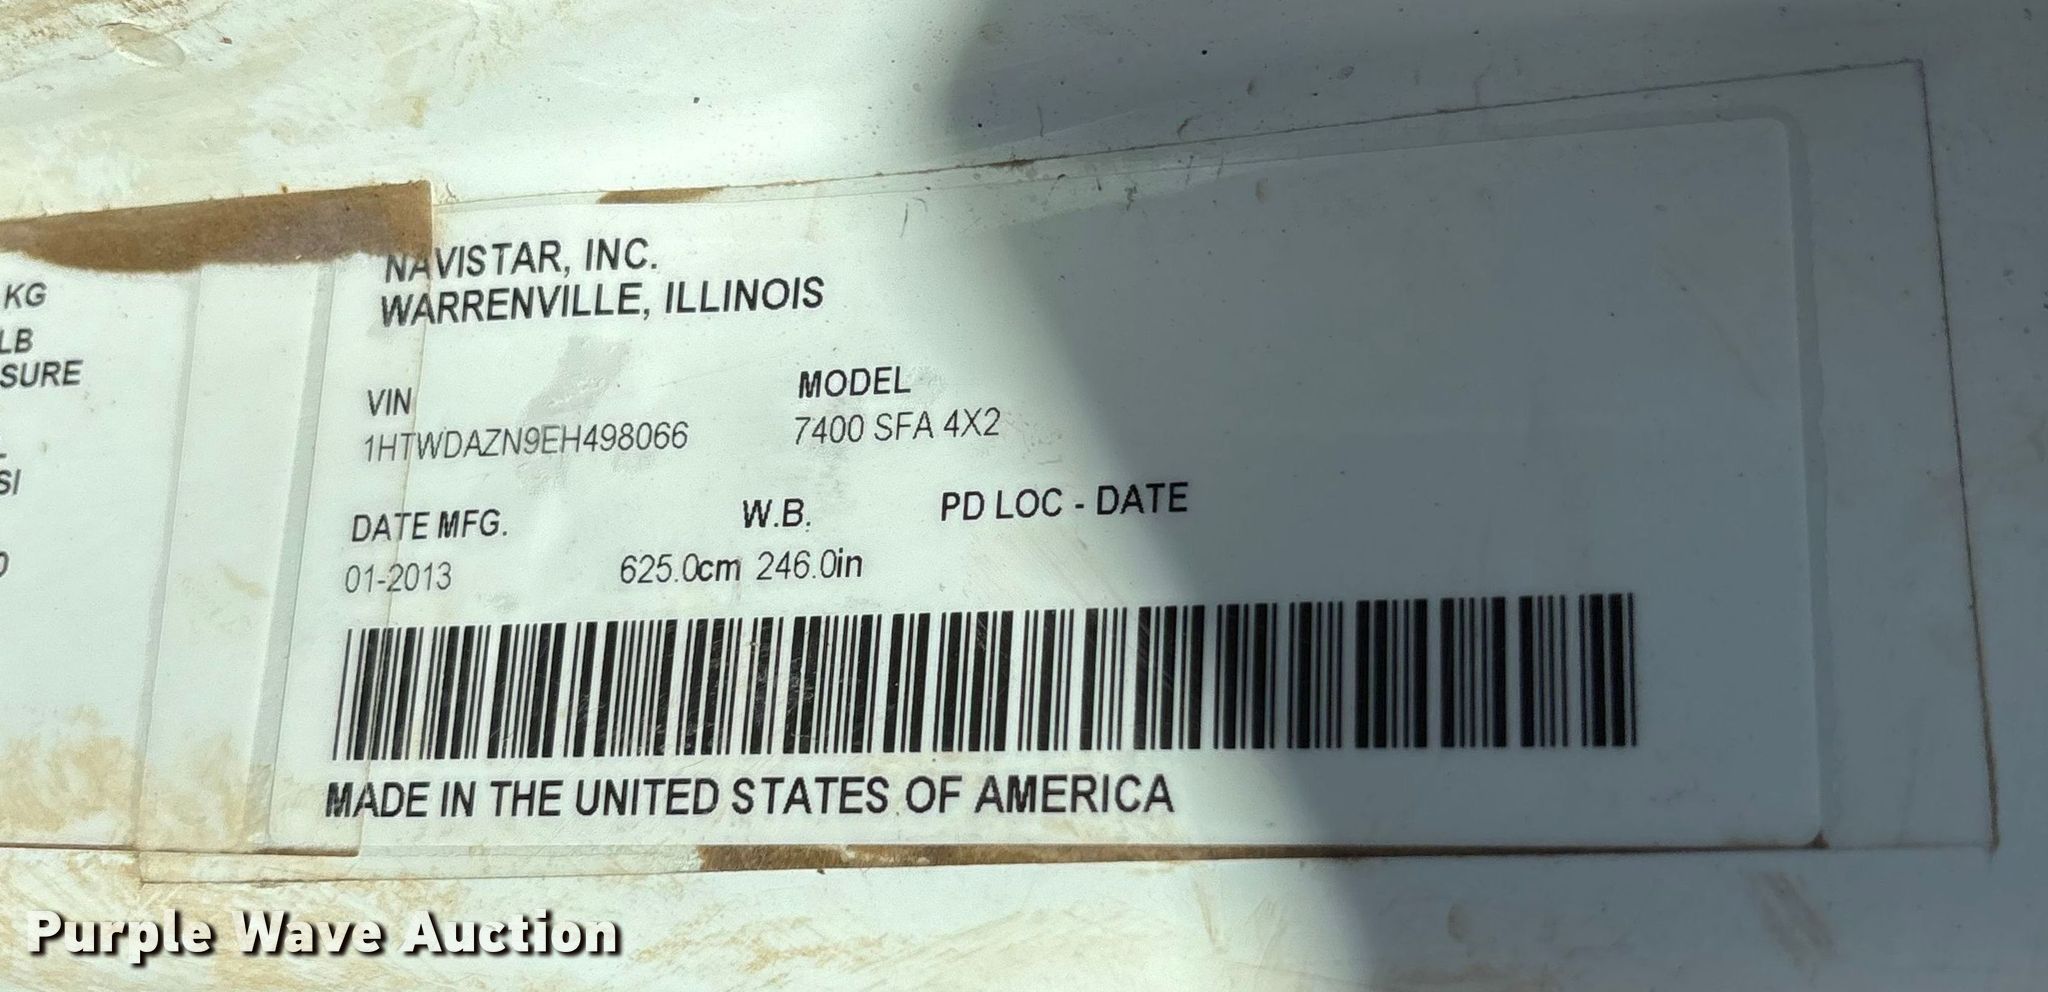 KG
LB
SURE
SI
NAVISTAR, INC.
WARRENVILLE, ILLINOIS
VIN MODEL
1HTWDAZN9EH498066 7400 SFA 4X2
DATE MFG. W.B. PD LOC - DATE
01-2013 625.0cm 246.0in
MADE IN THE UNITED STATES OF AMERICA
Purple Wave Auction